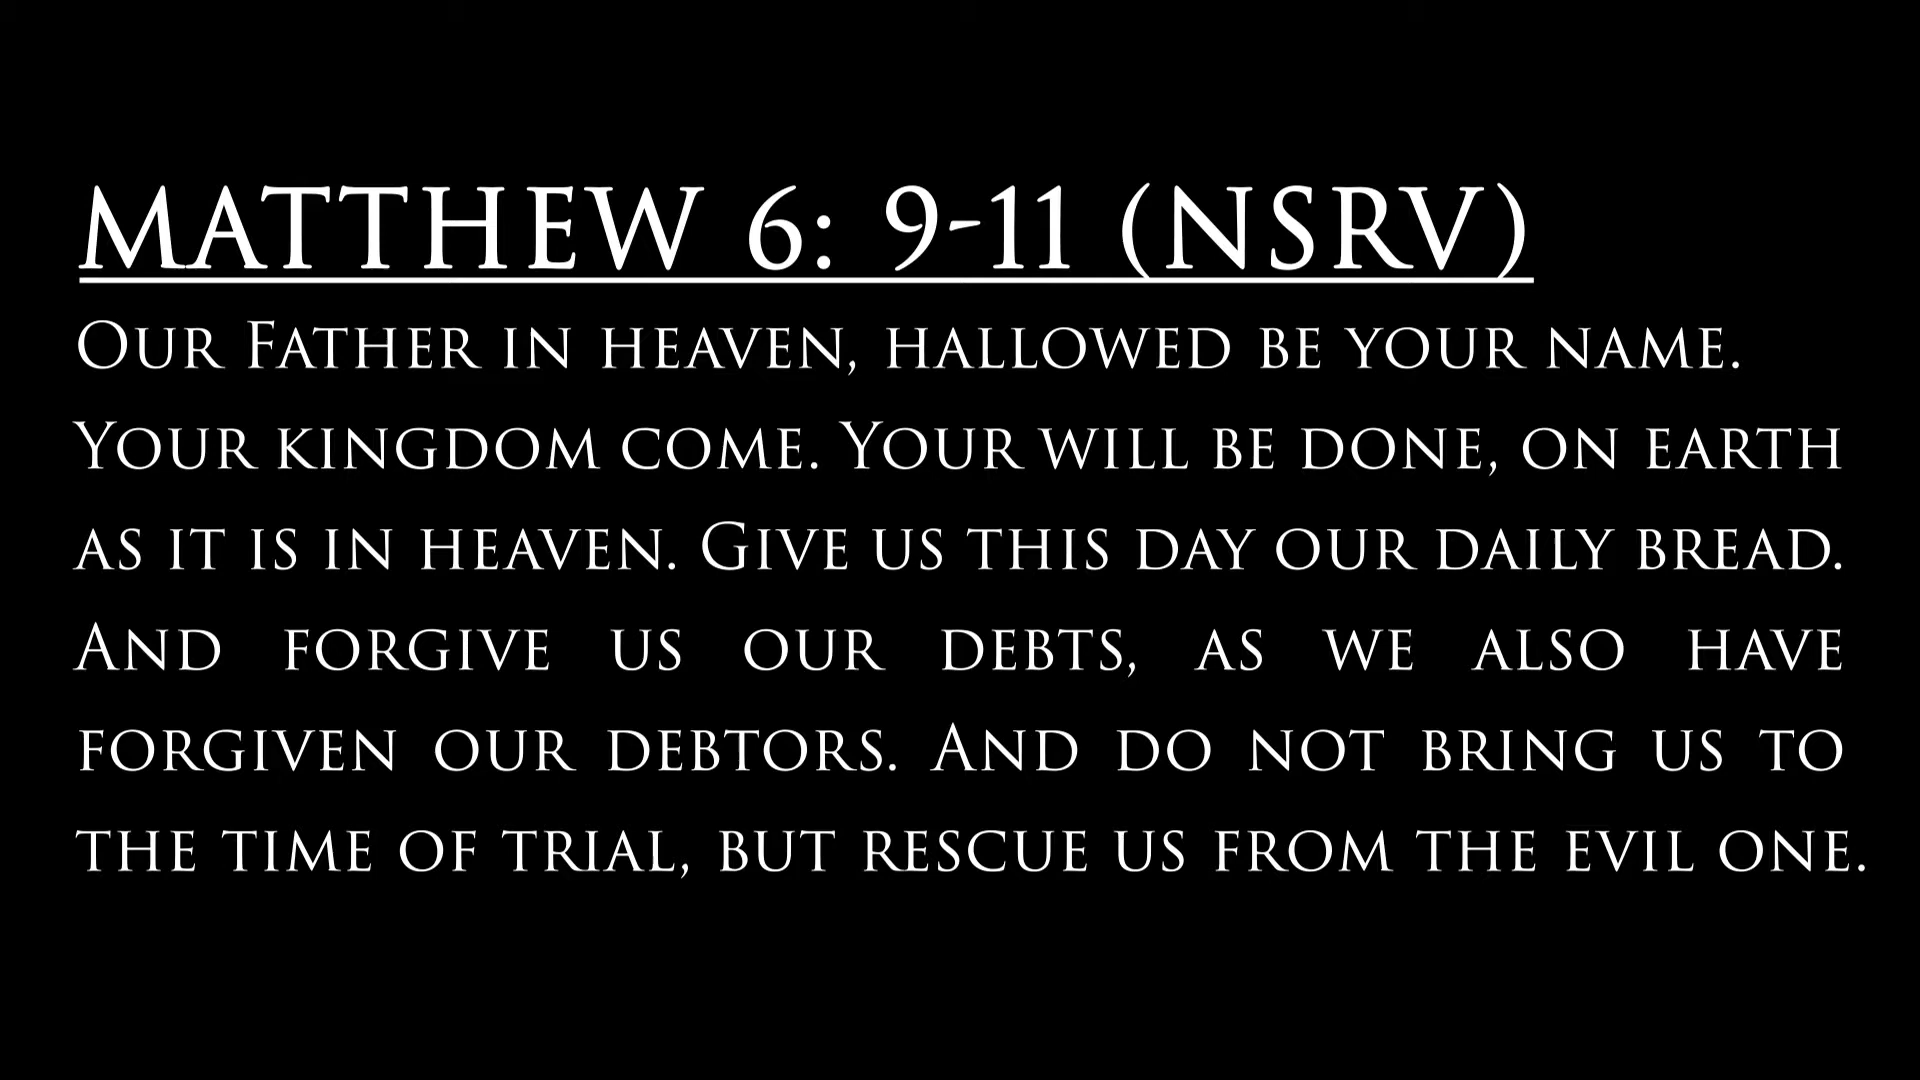 MATTHEW 6: 9-11 (NSRV)
Our Father in heaven, hallowed be your name.
Your kingdom come. Your will be done, on earth
as it is in heaven. Give us this day our daily bread.
And forgive us our debts, as we also have
forgiven our debtors. And do not bring us to
the time of trial, but rescue us from the evil one.